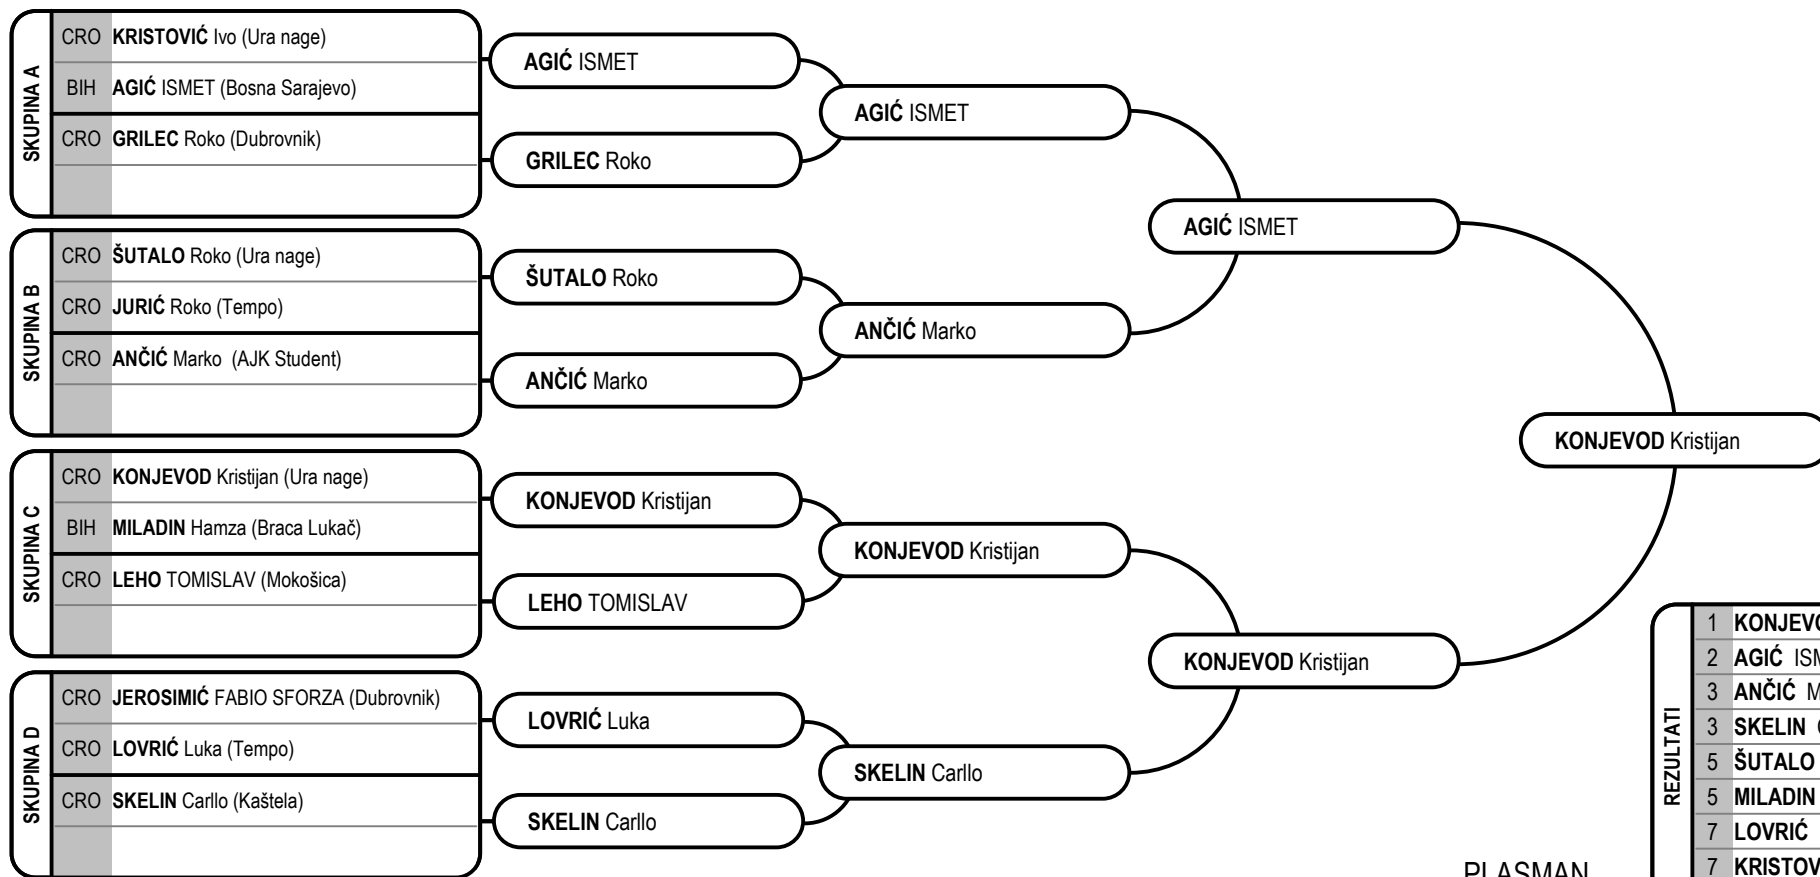 SKUPINA A
CRO KRISTOVIĆ Ivo (Ura nage)
BIH AGIĆ ISMET (Bosna Sarajevo)
CRO GRILEC Roko (Dubrovnik)
SKUPINA B
CRO ŠUTALO Roko (Ura nage)
CRO JURIĆ Roko (Tempo)
CRO ANČIĆ Marko (AJK Student)
SKUPINA C
CRO KONJEVOD Kristijan (Ura nage)
BIH MILADIN Hamza (Braca Lukač)
CRO LEHO TOMISLAV (Mokošica)
SKUPINA D
CRO JEROSIMIĆ FABIO SFORZA (Dubrovnik)
CRO LOVRIĆ Luka (Tempo)
CRO SKELIN Carllo (Kaštela)
AGIĆ ISMET
GRILEC Roko
ŠUTALO Roko
ANČIĆ Marko
KONJEVOD Kristijan
LEHO TOMISLAV
LOVRIĆ Luka
SKELIN Carllo
AGIĆ ISMET
ANČIĆ Marko
KONJEVOD Kristijan
SKELIN Carllo
AGIĆ ISMET
KONJEVOD Kristijan
KONJEVOD Kristijan
PLASMAN
REZULTATI
1
2 AGIĆ
3 ANČIĆ
3 SKELIN
5 ŠUTALO
5 MILADIN
7 LOVRIĆ
7